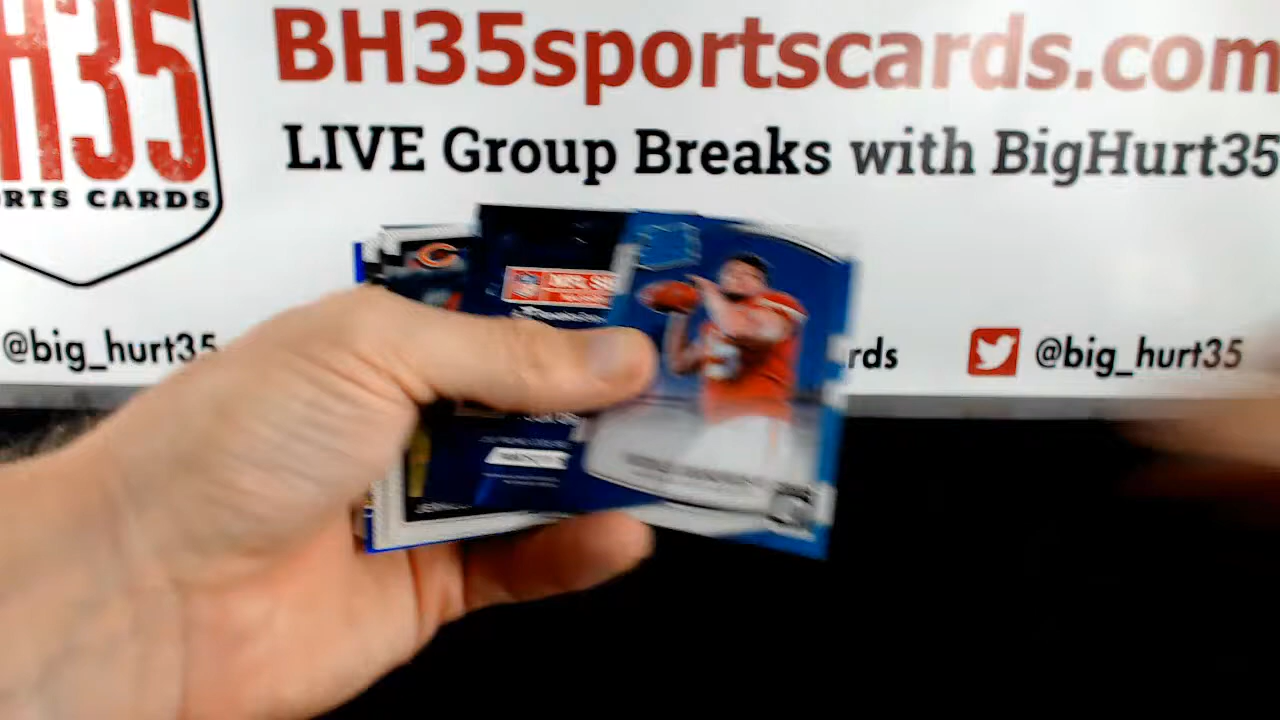 BH35sportscards.com
LIVE Group Breaks with BigHurt35
H35
RTS CARDS
@big_hurt35
rds
@big_hurt35